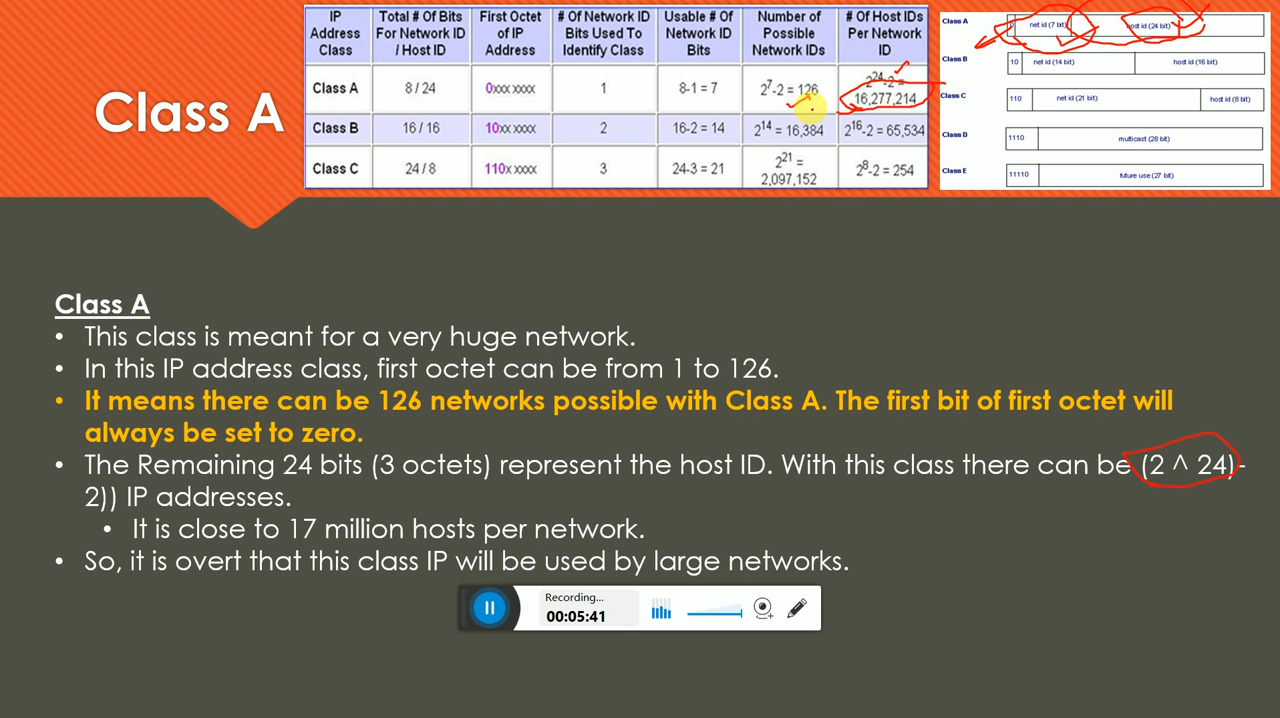 Class A
IP Address Class
Total # Of Bits For Network ID / Host ID
First Octet of IP Address
# Of Network ID Bits Used To Identify Class
Usable # Of Network ID Bits
Number of Possible Network IDs
# Of Host IDs Per Network ID
Class A 8 / 24 0xxx xxxx 1 8-1 = 7 2^7-2 = 126 2^24-2 = 16,277,214
Class B 16 / 16 10xx xxxx 2 16-2 = 14 2^14 = 16,384 2^16-2 = 65,534
Class C 24 / 8 110x xxxx 3 24-3 = 21 2^21 = 2,097,152 2^8-2 = 254
Class A 0 net id (7 bit) host id (24 bit)
Class B 10 net id (14 bit) host id (16 bit)
Class C 110 net id (21 bit) host id (8 bit)
Class D 1110 multicast (28 bit)
Class E 11110 future use (27 bit)
Class A
• This class is meant for a very huge network.
• In this IP address class, first octet can be from 1 to 126.
• It means there can be 126 networks possible with Class A. The first bit of first octet will
always be set to zero.
• The Remaining 24 bits (3 octets) represent the host ID. With this class there can be (2 ^ 24)-
2)) IP addresses.
• It is close to 17 million hosts per network.
• So, it is overt that this class IP will be used by large networks.
Recording...
00:05:41